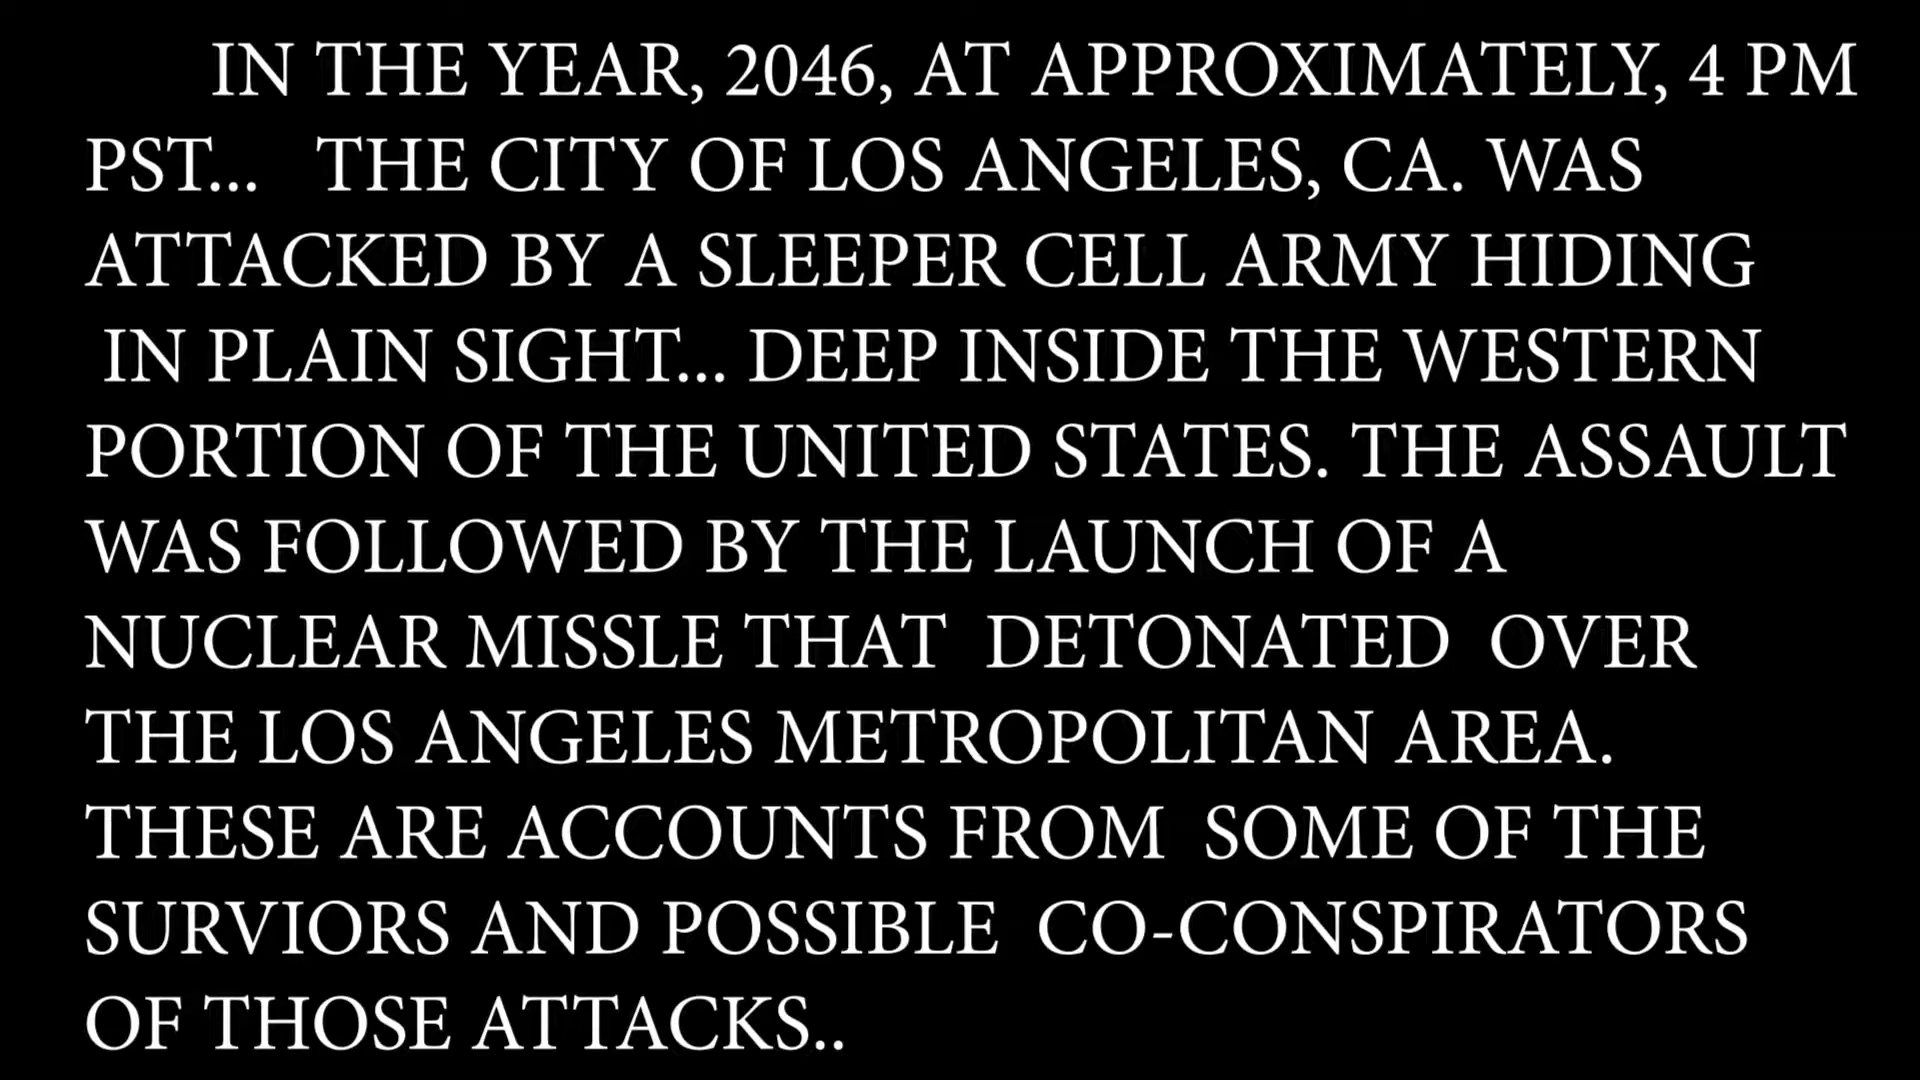 IN THE YEAR, 2046, AT APPROXIMATELY, 4 PM
PST... THE CITY OF LOS ANGELES, CA. WAS
ATTACKED BY A SLEEPER CELL ARMY HIDING
IN PLAIN SIGHT... DEEP INSIDE THE WESTERN
PORTION OF THE UNITED STATES. THE ASSAULT
WAS FOLLOWED BY THE LAUNCH OF A
NUCLEAR MISSLE THAT DETONATED OVER
THE LOS ANGELES METROPOLITAN AREA.
THESE ARE ACCOUNTS FROM SOME OF THE
SURVIORS AND POSSIBLE CO-CONSPIRATORS
OF THOSE ATTACKS..